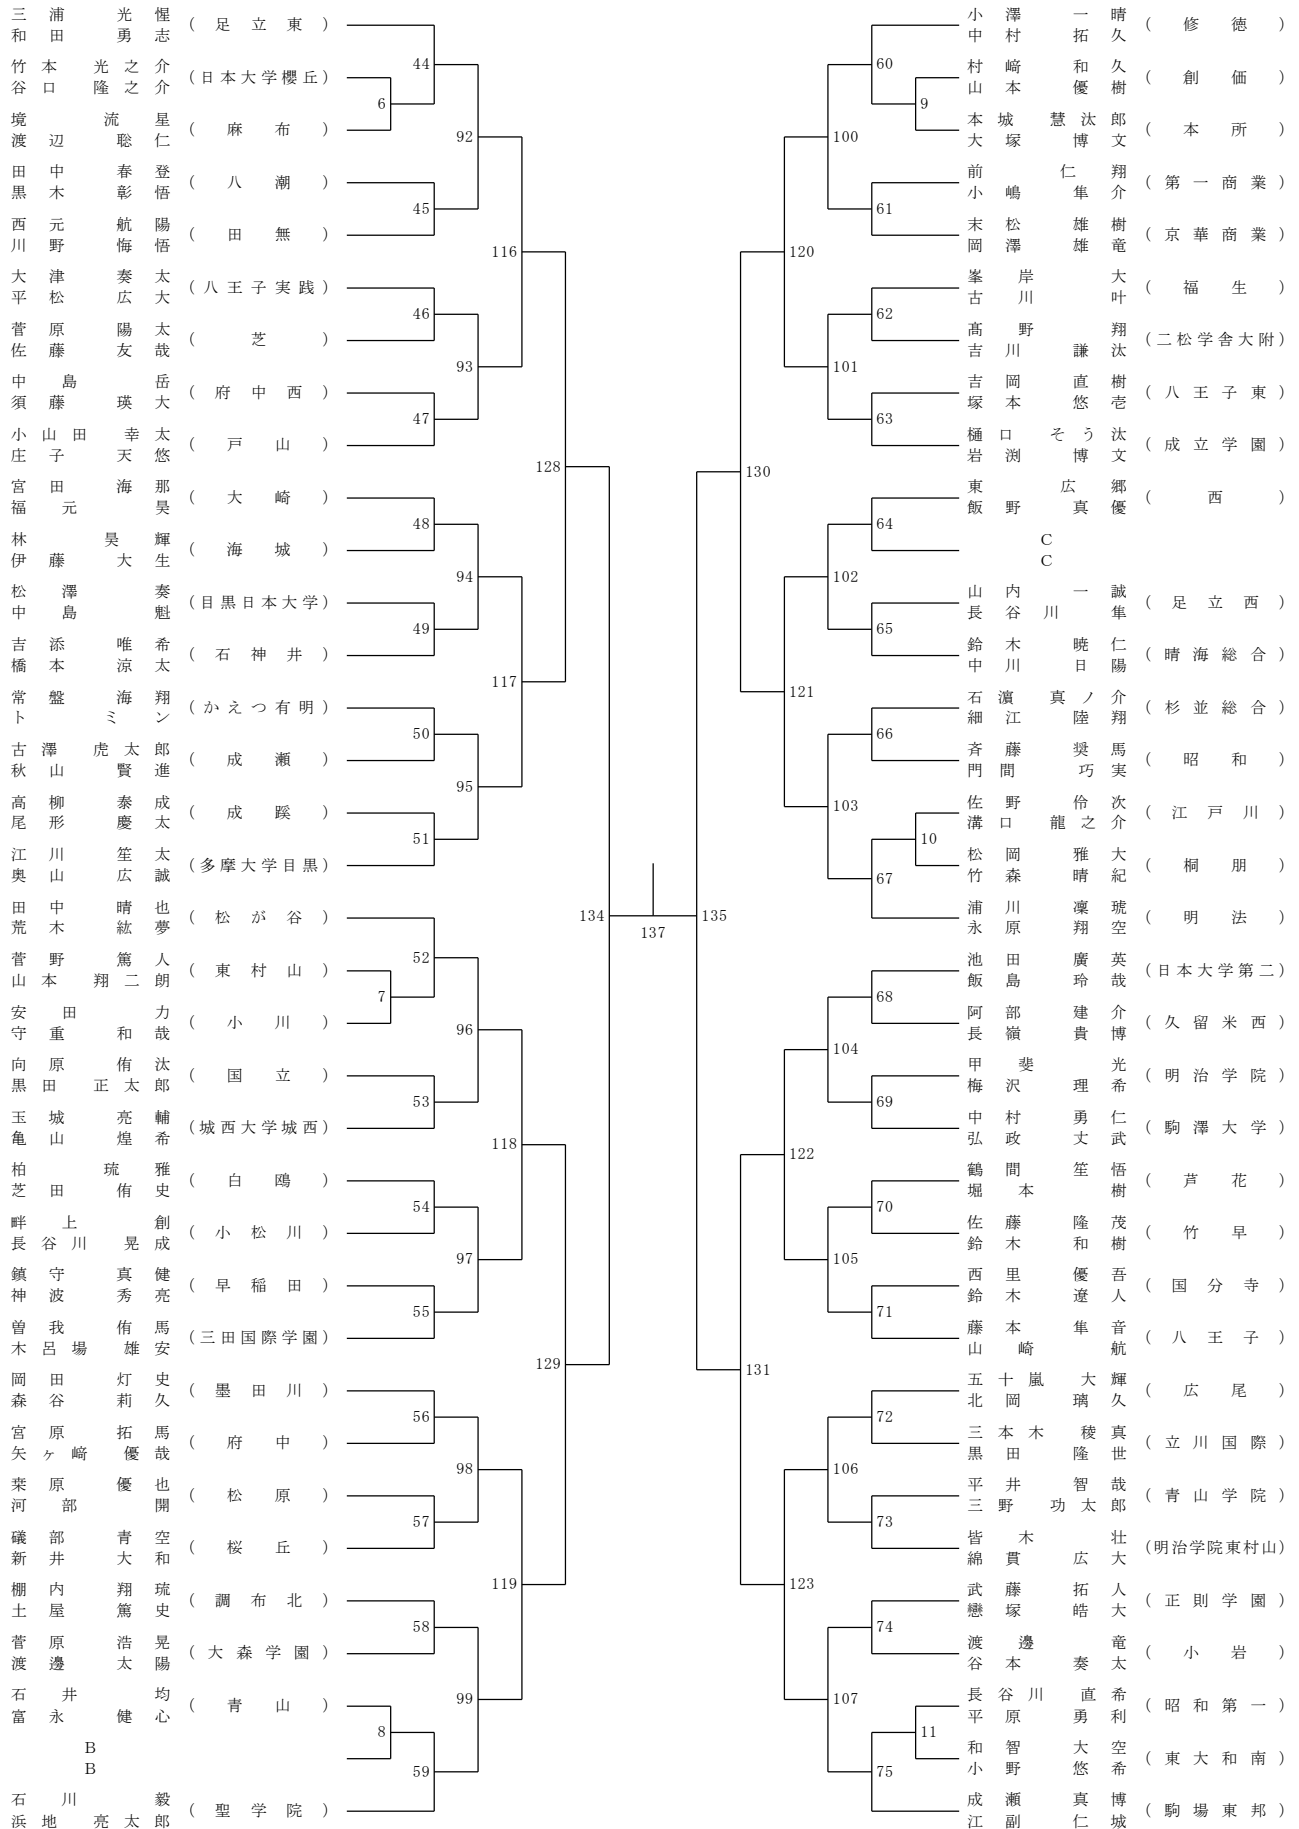 三浦 光惺
和田 勇志
(足立東)
竹本 光之介
谷口 隆之介
(日本大学櫻丘)
境 流星
渡辺 聡仁
(麻布)
田中 春登
黒木 彰悟
(八潮)
西元 航陽
川野 悔悟
(田無)
大津 奏太
平松 広大
(八王子実践)
菅原 陽太
佐藤 友哉
(芝)
中島 岳
須藤 瑛大
(府中西)
小山田 幸太
庄子 天悠
(戸山)
宮田 海那
福元 昊
(大崎)
林 昊輝
伊藤 大生
(海城)
松澤 奏
中島 魁
(目黒日本大学)
吉添 唯希
橋本 涼太
(石神井)
常盤 海翔
ト ミン
(かえつ有明)
古澤 虎太郎
秋山 賢進
(成瀬)
高柳 泰成
尾形 慶太
(成蹊)
江川 笙太
奥山 広誠
(多摩大学目黒)
田中 晴也
荒木 紘夢
(松が谷)
菅野 篤人
山本 翔二朗
(東村山)
安田 力
守重 和哉
(小川)
向原 侑汰
黒田 正太郎
(国立)
玉城 亮輔
亀山 煌希
(城西大学城西)
柏 琉雅
芝田 侑史
(白鴎)
畔上 創
長谷川 晃成
(小松川)
鎮守 真健
神波 秀亮
(早稲田)
曽我 侑馬
木呂場 雄安
(三田国際学園)
岡田 灯史
森谷 莉久
(墨田川)
宮原 拓馬
矢ヶ﨑 優哉
(府中)
栞原 優也
河部 開
(松原)
礒部 青空
新井 大和
(桜丘)
棚内 翔琉
土屋 篤史
(調布北)
菅原 浩晃
渡邊 太陽
(大森学園)
石井 均
富永 健心
(青山)
B
B
石川 毅
浜地 亮太郎
(聖学院)
44
6
92
45
116
46
93
47
128
48
94
49
117
50
95
51
134
52
7
96
53
118
54
97
55
129
56
98
57
119
58
99
8
59
137
135
60
9
100
61
120
62
101
63
130
64
102
65
121
66
103
10
67
68
104
69
122
70
105
71
131
72
106
73
123
74
107
11
75
小澤 一晴
中村 拓久
(修徳)
村﨑 和久
山本 優樹
(創価)
本城 慧汰郎
大塚 博文
(本所)
前 仁翔
小嶋 隼介
(第一商業)
末松 雄樹
岡澤 雄竜
(京華商業)
峯岸 大
古川 叶
(福生)
髙野 翔
吉川 謙汰
(二松学舎大附)
吉岡 直樹
塚本 悠壱
(八王子東)
樋口 そう汰
岩渕 博文
(成立学園)
東 広郷
飯野 真優
(西)
C
C
山内 一誠
長谷川 隼
(足立西)
鈴木 暁仁
中川 日陽
(晴海総合)
石濵 真ノ介
細江 陸翔
(杉並総合)
斉藤 奨馬
門間 巧実
(昭和)
佐野 伶次
溝口 龍之介
(江戸川)
松岡 雅大
竹森 晴紀
(桐朋)
浦川 凜琥
永原 翔空
(明法)
池田 廣英
飯島 玲哉
(日本大学第二)
阿部 建介
長嶺 貴博
(久留米西)
甲斐 光
梅沢 理希
(明治学院)
中村 勇仁
弘政 丈武
(駒澤大学)
鶴間 笙悟
堀本 樹
(芦花)
佐藤 隆茂
鈴木 和樹
(竹早)
西里 優吾
鈴木 遼人
(国分寺)
藤本 隼音
山崎 航
(八王子)
五十嵐 大輝
北岡 璃久
(広尾)
三本木 稜真
黒田 隆世
(立川国際)
平井 智哉
三野 功太郎
(青山学院)
皆木 壮
綿貫 広大
(明治学院東村山)
武藤 拓人
戀塚 皓大
(正則学園)
渡邊 竜
谷本 奏太
(小岩)
長谷川 直希
平原 勇利
(昭和第一)
和智 大空
小野 悠希
(東大和南)
成瀬 真博
江副 仁城
(駒場東邦)